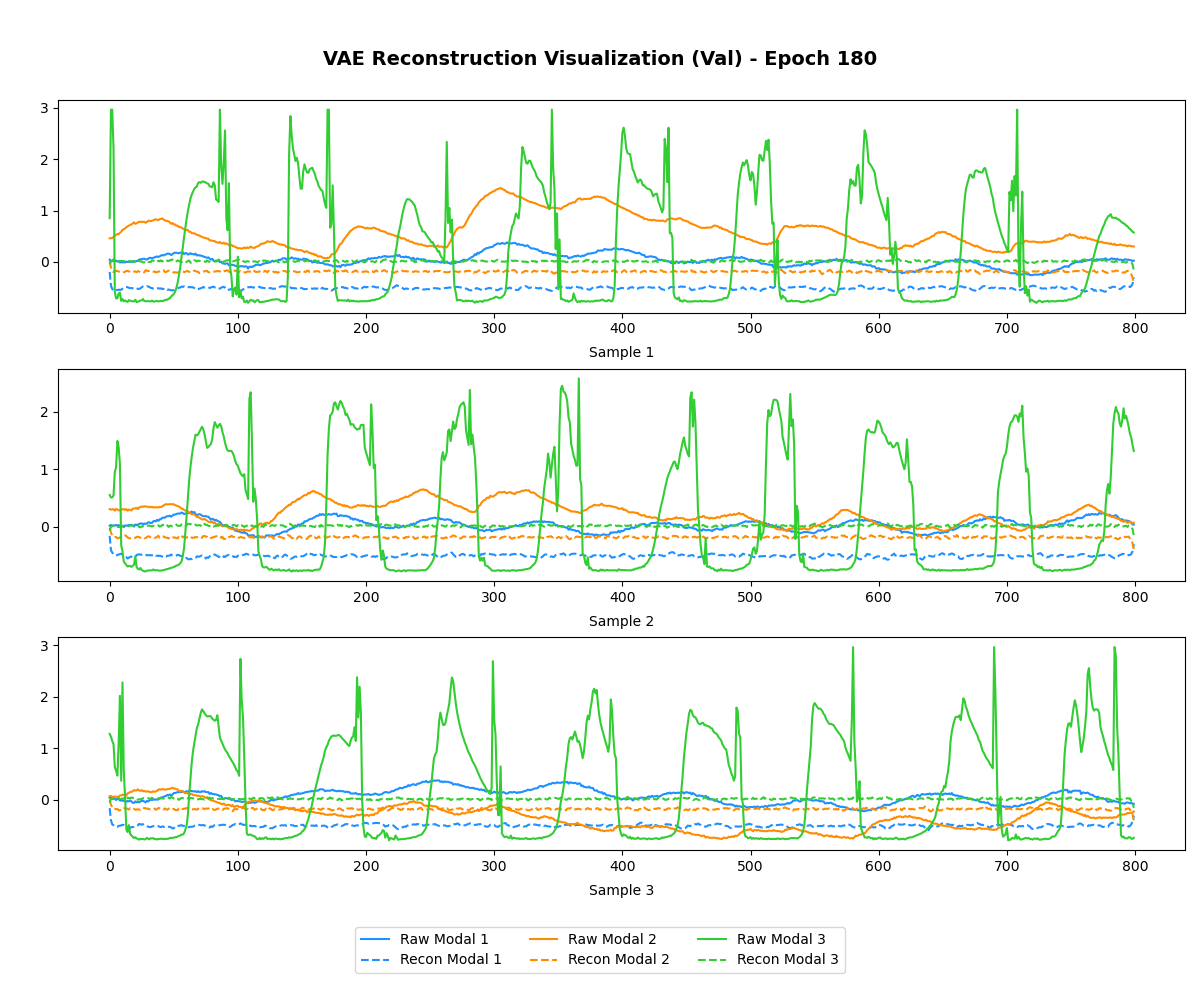 VAE Reconstruction Visualization (Val) - Epoch 180
3
2
1
0
0 100 200 300 400 500 600 700 800
Sample 1
2
1
0
0 100 200 300 400 500 600 700 800
Sample 2
3
2
1
0
0 100 200 300 400 500 600 700 800
Sample 3
Raw Modal 1 Raw Modal 2 Raw Modal 3
Recon Modal 1 Recon Modal 2 Recon Modal 3